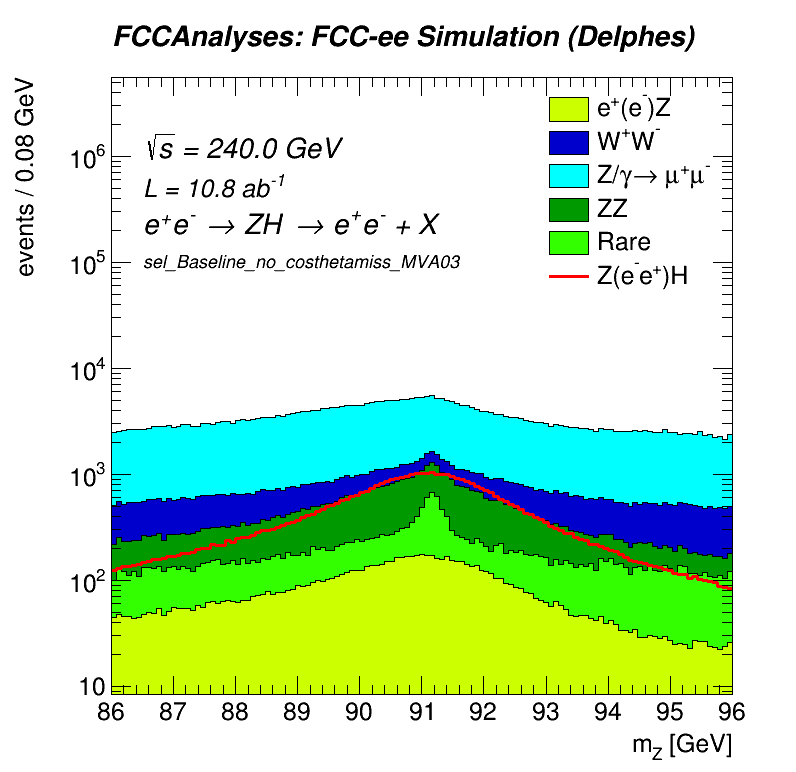 FCCAnalyses: FCC-ee Simulation (Delphes)
events / 0.08 GeV
√s = 240.0 GeV
L = 10.8 ab⁻¹
e⁺e⁻ → ZH → e⁺e⁻ + X
sel_Baseline_no_costhetamiss_MVA03
e⁺(e⁻)Z
W⁺W⁻
Z/γ→ μ⁺μ⁻
ZZ
Rare
Z(e⁻e⁺)H
10⁶
10⁵
10⁴
10³
10²
10
86 87 88 89 90 91 92 93 94 95 96
m_Z [GeV]